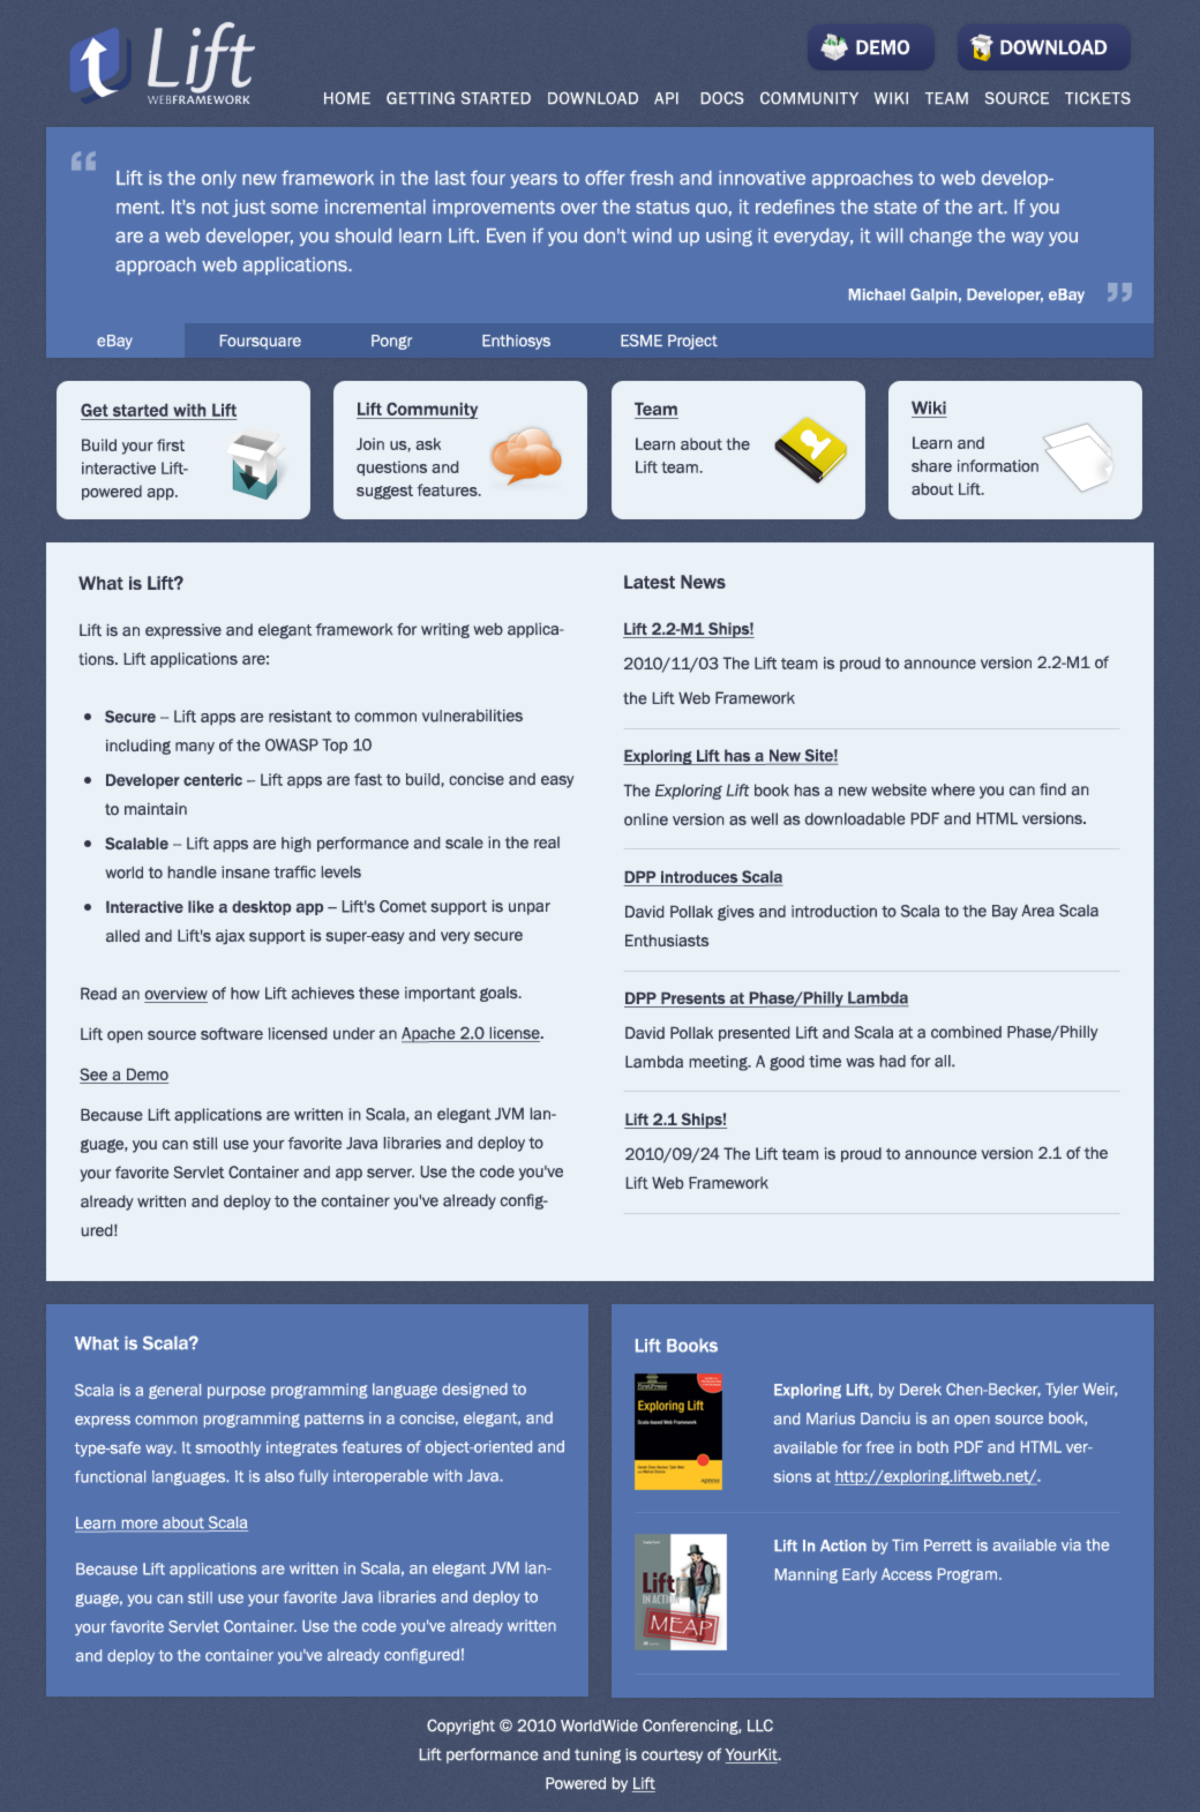 Lift
WEBFRAMEWORK
DEMO
DOWNLOAD
HOME GETTING STARTED DOWNLOAD API DOCS COMMUNITY WIKI TEAM SOURCE TICKETS
“
Lift is the only new framework in the last four years to offer fresh and innovative approaches to web develop-
ment. It's not just some incremental improvements over the status quo, it redefines the state of the art. If you
are a web developer, you should learn Lift. Even if you don't wind up using it everyday, it will change the way you
approach web applications.
Michael Galpin, Developer, eBay ”
eBay Foursquare Pongr Enthiosys ESME Project
Get started with Lift
Build your first
interactive Lift-
powered app.
Lift Community
Join us, ask
questions and
suggest features.
Team
Learn about the
Lift team.
Wiki
Learn and
share information
about Lift.
What is Lift?
Lift is an expressive and elegant framework for writing web applica-
tions. Lift applications are:
• Secure – Lift apps are resistant to common vulnerabilities
including many of the OWASP Top 10
• Developer centeric – Lift apps are fast to build, concise and easy
to maintain
• Scalable – Lift apps are high performance and scale in the real
world to handle insane traffic levels
• Interactive like a desktop app – Lift's Comet support is unpar
alled and Lift's ajax support is super-easy and very secure
Read an overview of how Lift achieves these important goals.
Lift open source software licensed under an Apache 2.0 license.
See a Demo
Because Lift applications are written in Scala, an elegant JVM lan-
guage, you can still use your favorite Java libraries and deploy to
your favorite Servlet Container and app server. Use the code you've
already written and deploy to the container you've already config-
ured!
Latest News
Lift 2.2-M1 Ships!
2010/11/03 The Lift team is proud to announce version 2.2-M1 of
the Lift Web Framework
Exploring Lift has a New Site!
The Exploring Lift book has a new website where you can find an
online version as well as downloadable PDF and HTML versions.
DPP introduces Scala
David Pollak gives and introduction to Scala to the Bay Area Scala
Enthusiasts
DPP Presents at Phase/Philly Lambda
David Pollak presented Lift and Scala at a combined Phase/Philly
Lambda meeting. A good time was had for all.
Lift 2.1 Ships!
2010/09/24 The Lift team is proud to announce version 2.1 of the
Lift Web Framework
What is Scala?
Scala is a general purpose programming language designed to
express common programming patterns in a concise, elegant, and
type-safe way. It smoothly integrates features of object-oriented and
functional languages. It is also fully interoperable with Java.
Learn more about Scala
Because Lift applications are written in Scala, an elegant JVM lan-
guage, you can still use your favorite Java libraries and deploy to
your favorite Servlet Container. Use the code you've already written
and deploy to the container you've already configured!
Lift Books
Exploring Lift
Scala-based Web Framework
Exploring Lift, by Derek Chen-Becker, Tyler Weir,
and Marius Danciu is an open source book,
available for free in both PDF and HTML ver-
sions at http://exploring.liftweb.net/.
Lift
IN ACTION
MEAP
Lift In Action by Tim Perrett is available via the
Manning Early Access Program.
Copyright © 2010 WorldWide Conferencing, LLC
Lift performance and tuning is courtesy of YourKit.
Powered by Lift